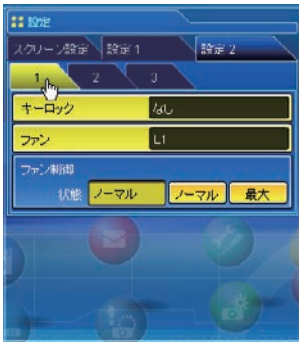 設定
スクリーン設定 設定 1 設定 2
1 2 3
キーロック なし
ファン L1
ファン制御
状態 ノーマル ノーマル 最大